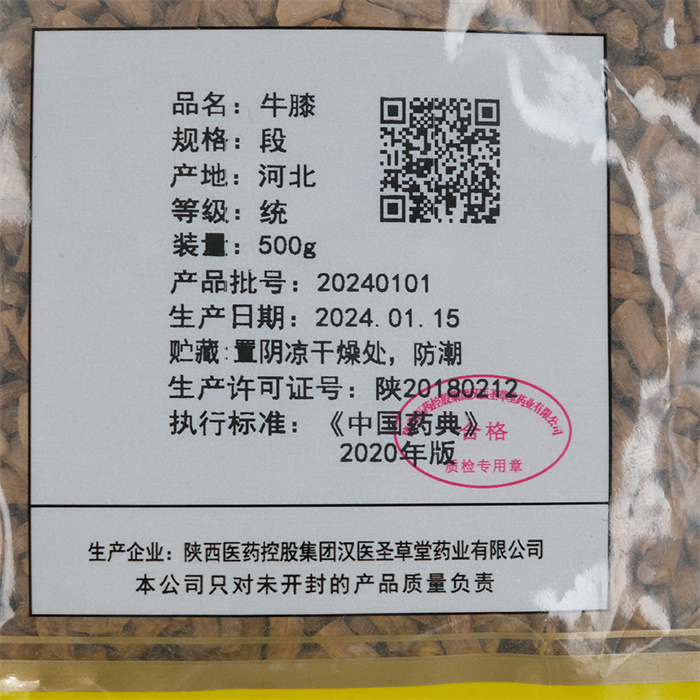 品名：牛膝
规格：段
产地：河北
等级：统
装量：500g
产品批号：20240101
生产日期：2024.01.15
贮藏:置阴凉干燥处，防潮
生产许可证号：陕20180212
执行标准：《中国药典》
2020年版
合格
质检专用章
生产企业：陕西医药控股集团汉医圣草堂药业有限公司
本公司只对未开封的产品质量负责